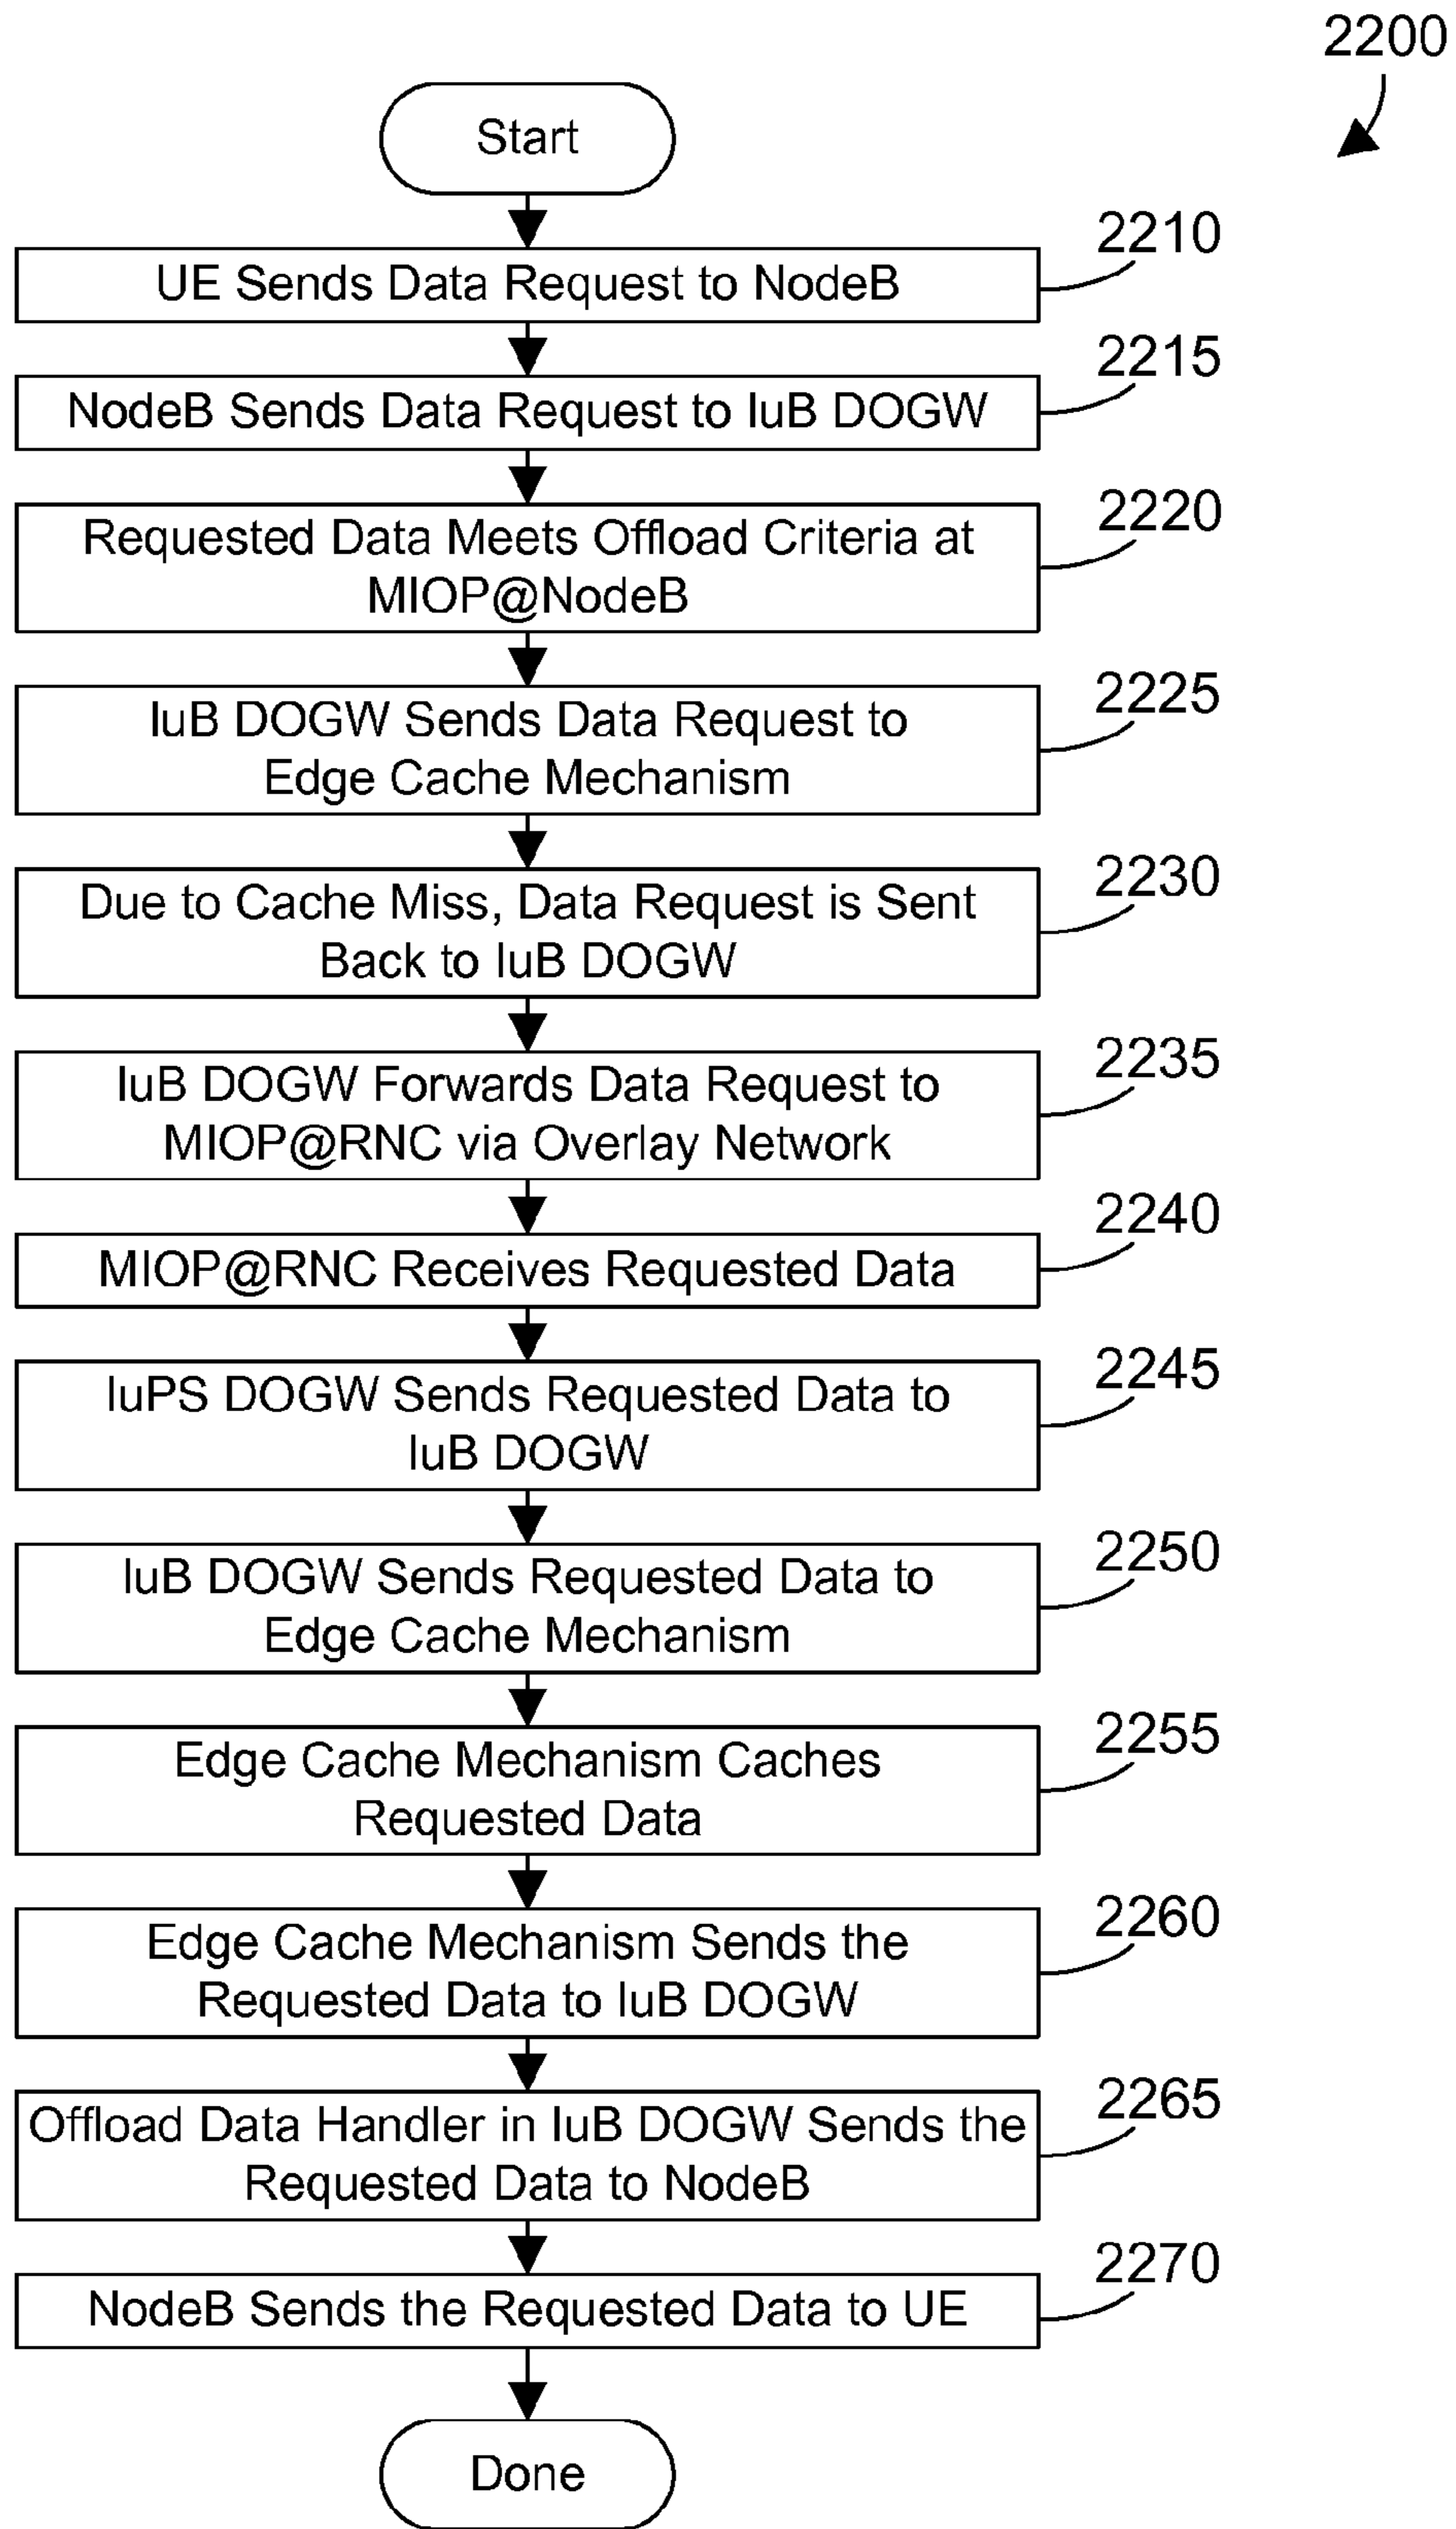 2200
Start
2210
UE Sends Data Request to NodeB
2215
NodeB Sends Data Request to IuB DOGW
2220
Requested Data Meets Offload Criteria at
MIOP@NodeB
2225
IuB DOGW Sends Data Request to
Edge Cache Mechanism
2230
Due to Cache Miss, Data Request is Sent
Back to IuB DOGW
2235
IuB DOGW Forwards Data Request to
MIOP@RNC via Overlay Network
2240
MIOP@RNC Receives Requested Data
2245
IuPS DOGW Sends Requested Data to
IuB DOGW
2250
IuB DOGW Sends Requested Data to
Edge Cache Mechanism
2255
Edge Cache Mechanism Caches
Requested Data
2260
Edge Cache Mechanism Sends the
Requested Data to IuB DOGW
2265
Offload Data Handler in IuB DOGW Sends the
Requested Data to NodeB
2270
NodeB Sends the Requested Data to UE
Done